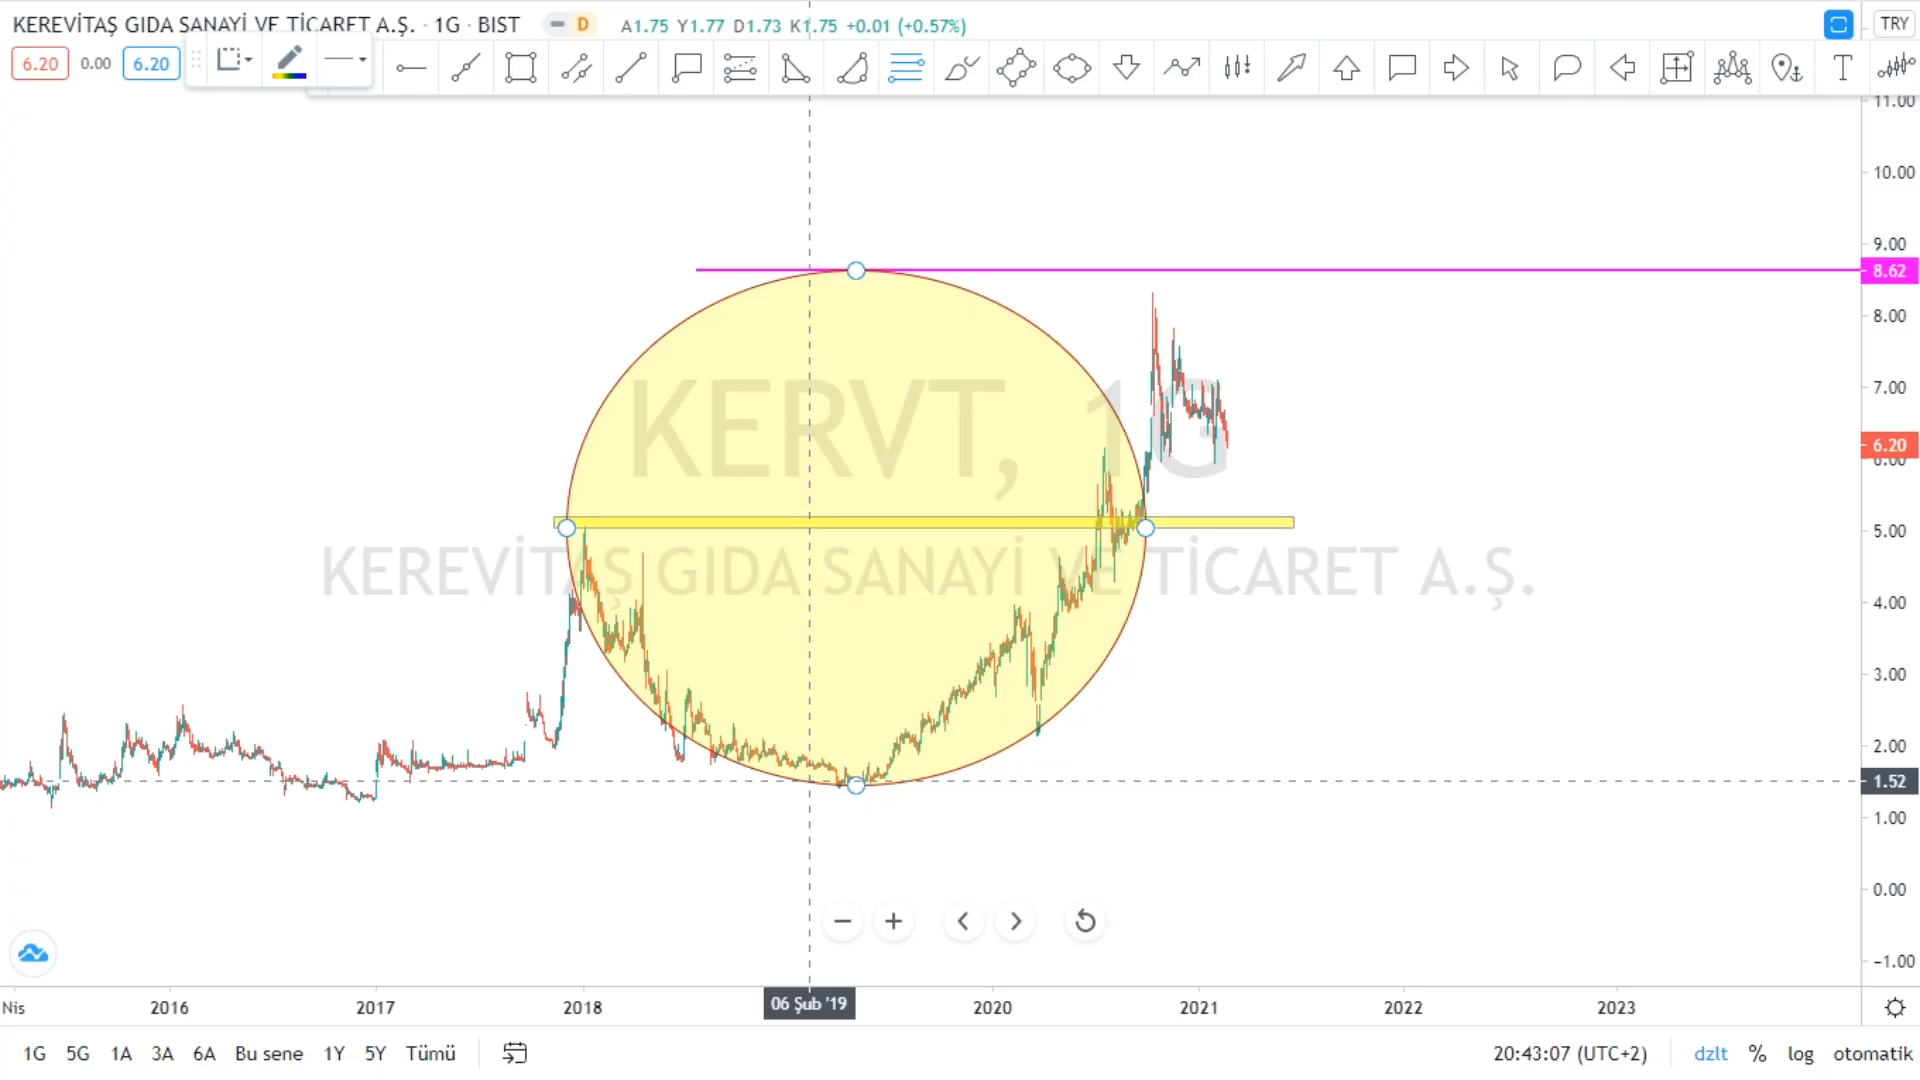 KEREVİTAŞ GIDA SANAYİ VE TİCARET A.Ş. · 1G · BIST D A1.75 Y1.77 D1.73 K1.75 +0.01 (+0.57%) TRY
6.20 0.00 6.20
T
11.00
10.00
9.00
8.62
8.00
7.00
6.20
6.00
5.00
4.00
3.00
2.00
1.52
1.00
0.00
−1.00
KERVT, 1G
KEREVİTAŞ GIDA SANAYİ VE TİCARET A.Ş.
Nis 2016 2017 2018 06 Şub '19 2020 2021 2022 2023
1G 5G 1A 3A 6A Bu sene 1Y 5Y Tümü 20:43:07 (UTC+2) dzlt % log otomatik